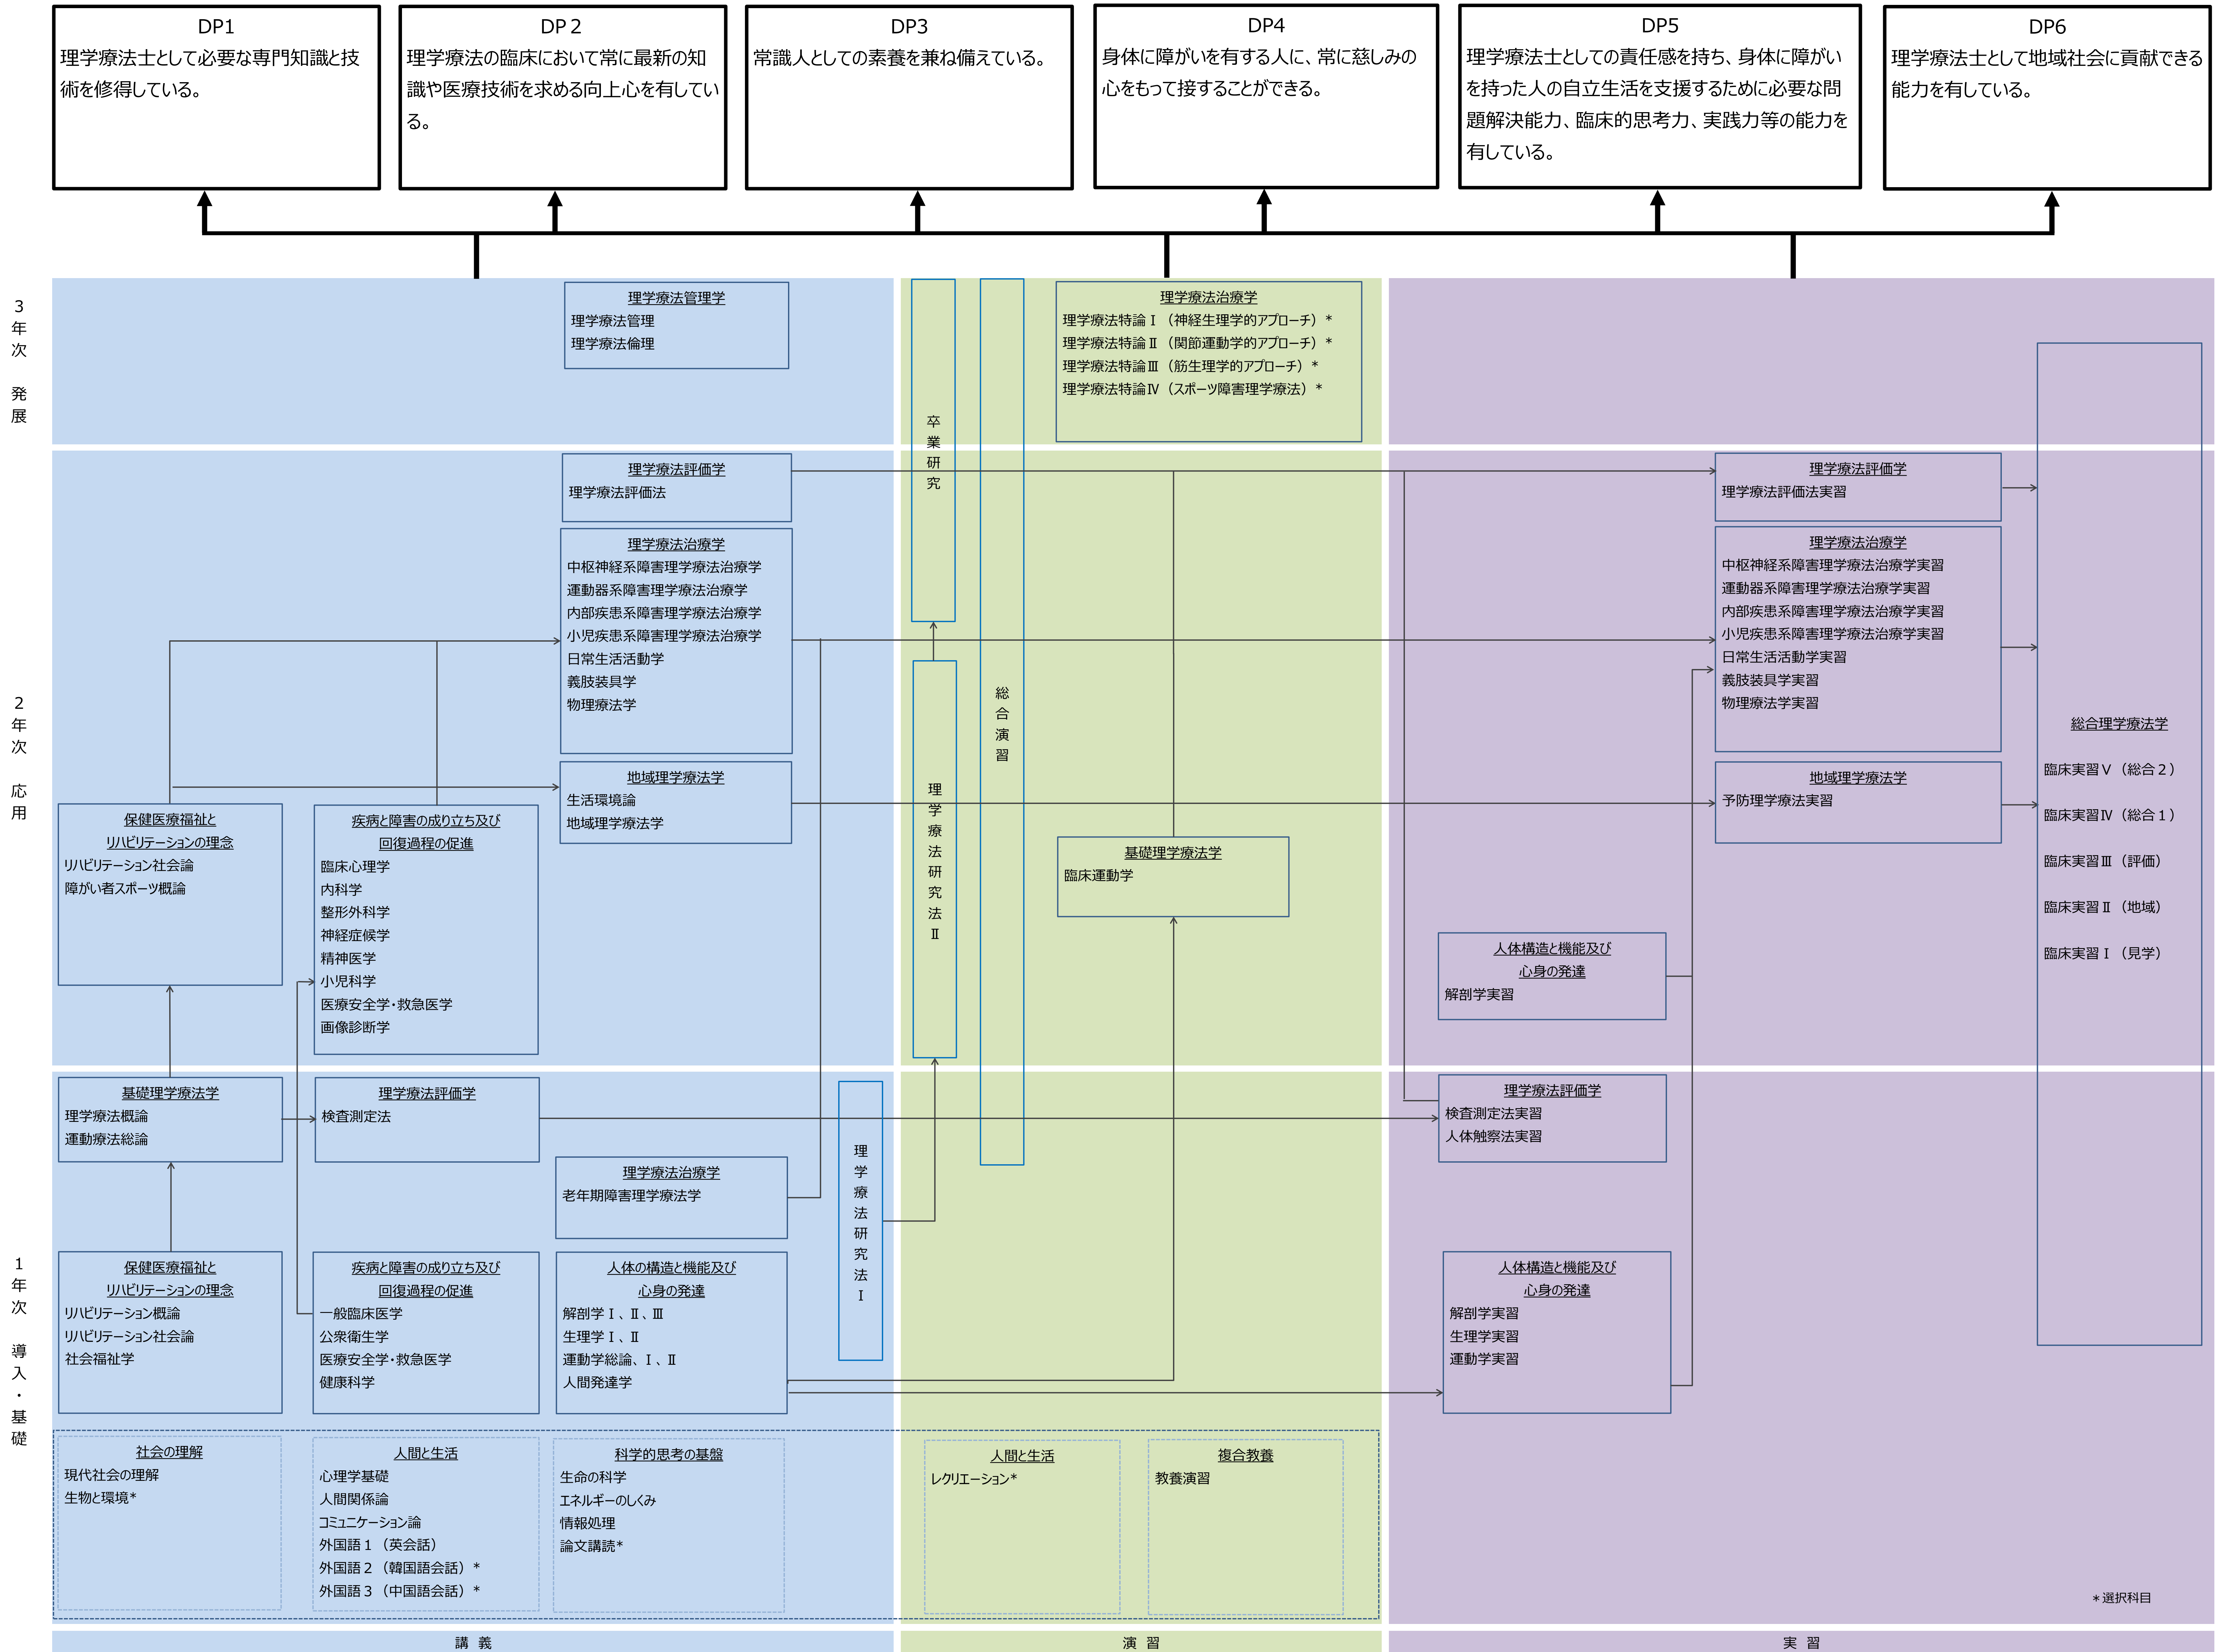 DP1
理学療法士として必要な専門知識と技
術を修得している。
DP２
理学療法の臨床において常に最新の知
識や医療技術を求める向上心を有してい
る。
DP3
常識人としての素養を兼ね備えている。
DP4
身体に障がいを有する人に、常に慈しみの
心をもって接することができる。
DP5
理学療法士としての責任感を持ち、身体に障がい
を持った人の自立生活を支援するために必要な問
題解決能力、臨床的思考力、実践力等の能力を
有している。
DP6
理学療法士として地域社会に貢献できる
能力を有している。
３年次　発展
理学療法管理学
理学療法管理
理学療法倫理
卒業研究
総合演習
理学療法治療学
理学療法特論Ⅰ（神経生理学的アプローチ）*
理学療法特論Ⅱ（関節運動学的アプローチ）*
理学療法特論Ⅲ（筋生理学的アプローチ）*
理学療法特論Ⅳ（スポーツ障害理学療法）*
２年次　応用
理学療法評価学
理学療法評価法
理学療法治療学
中枢神経系障害理学療法治療学
運動器系障害理学療法治療学
内部疾患系障害理学療法治療学
小児疾患系障害理学療法治療学
日常生活活動学
義肢装具学
物理療法学
地域理学療法学
生活環境論
地域理学療法学
保健医療福祉と
リハビリテーションの理念
リハビリテーション社会論
障がい者スポーツ概論
疾病と障害の成り立ち及び
回復過程の促進
臨床心理学
内科学
整形外科学
神経症候学
精神医学
小児科学
医療安全学・救急医学
画像診断学
理学療法研究法Ⅱ
基礎理学療法学
臨床運動学
理学療法評価学
理学療法評価法実習
理学療法治療学
中枢神経系障害理学療法治療学実習
運動器系障害理学療法治療学実習
内部疾患系障害理学療法治療学実習
小児疾患系障害理学療法治療学実習
日常生活活動学実習
義肢装具学実習
物理療法学実習
地域理学療法学
予防理学療法実習
人体構造と機能及び
心身の発達
解剖学実習
総合理学療法学
臨床実習Ⅴ（総合２）
臨床実習Ⅳ（総合１）
臨床実習Ⅲ（評価）
臨床実習Ⅱ（地域）
臨床実習Ⅰ（見学）
１年次　導入・基礎
基礎理学療法学
理学療法概論
運動療法総論
理学療法評価学
検査測定法
理学療法治療学
老年期障害理学療法学
理学療法研究法Ⅰ
理学療法評価学
検査測定法実習
人体触察法実習
保健医療福祉と
リハビリテーションの理念
リハビリテーション概論
リハビリテーション社会論
社会福祉学
疾病と障害の成り立ち及び
回復過程の促進
一般臨床医学
公衆衛生学
医療安全学・救急医学
健康科学
人体の構造と機能及び
心身の発達
解剖学Ⅰ、Ⅱ、Ⅲ
生理学Ⅰ、Ⅱ
運動学総論、Ⅰ、Ⅱ
人間発達学
人体構造と機能及び
心身の発達
解剖学実習
生理学実習
運動学実習
社会の理解
現代社会の理解
生物と環境*
人間と生活
心理学基礎
人間関係論
コミュニケーション論
外国語１（英会話）
外国語２（韓国語会話）*
外国語３（中国語会話）*
科学的思考の基盤
生命の科学
エネルギーのしくみ
情報処理
論文講読*
人間と生活
レクリエーション*
複合教養
教養演習
*選択科目
講 義
演 習
実 習